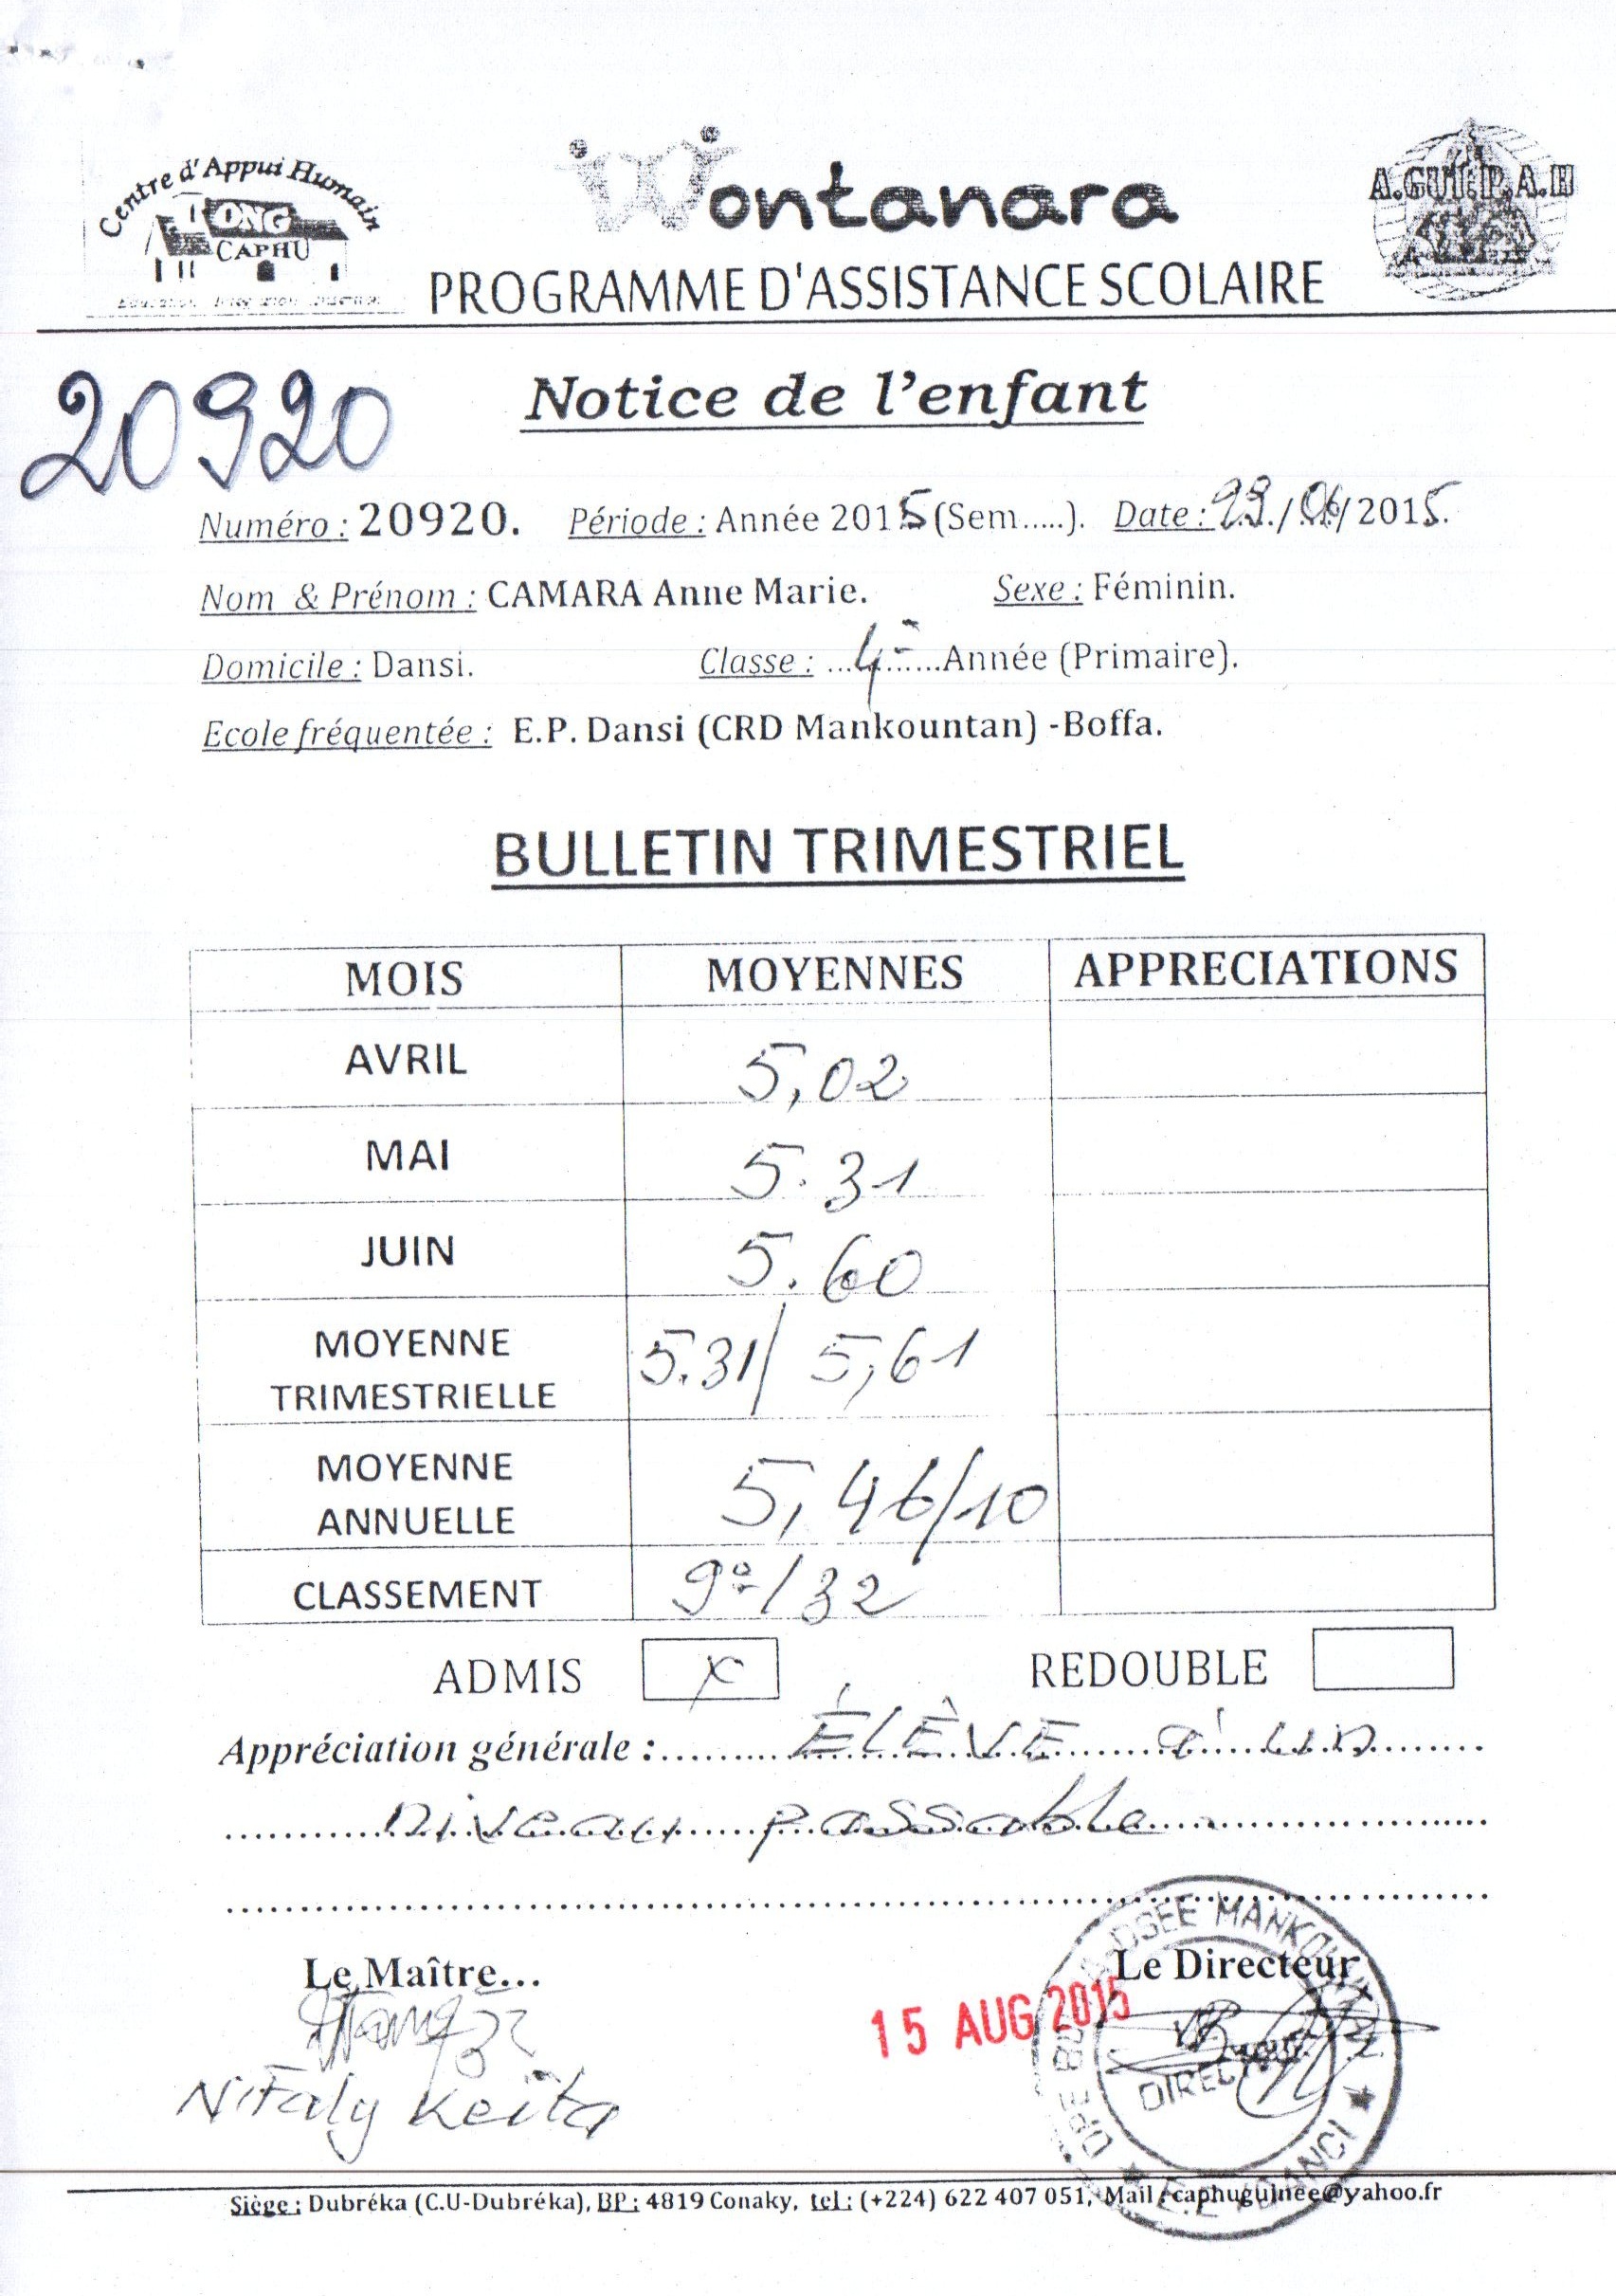 Centre d'Appui Humain
ONG
CAPHU
Wontanara
A.GUI.P.A.H
PROGRAMME D'ASSISTANCE SCOLAIRE
20920
Notice de l'enfant
Numéro : 20920. Période : Année 2015 (Sem.....). Date : /06/2015.
Nom & Prénom : CAMARA Anne Marie. Sexe : Féminin.
Domicile : Dansi. Classe : ...4è......Année (Primaire).
Ecole fréquentée : E.P. Dansi (CRD Mankountan) -Boffa.
BULLETIN TRIMESTRIEL
MOIS MOYENNES APPRECIATIONS
AVRIL 5,02
MAI 5.31
JUIN 5.60
MOYENNE TRIMESTRIELLE 5.31/ 5,61
MOYENNE ANNUELLE 5,46/10
CLASSEMENT 9e/32
ADMIS x REDOUBLE
Appréciation générale : ÉLÈVE d'un
niveau passable
Le Maître... Le Directeur
15 AUG 2015
DIRECT
Nifaly Keita
Siège : Dubréka (C.U-Dubréka), BP : 4819 Conaky, tel : (+224) 622 407 051, Mail : caphuguinee@yahoo.fr